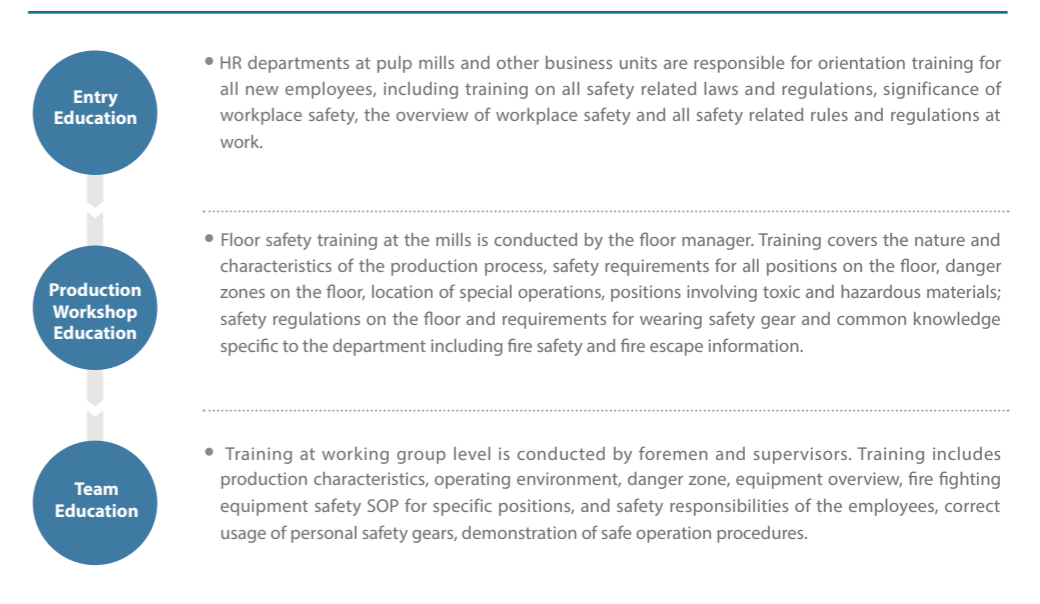 Entry
Education
• HR departments at pulp mills and other business units are responsible for orientation training for
all new employees, including training on all safety related laws and regulations, significance of
workplace safety, the overview of workplace safety and all safety related rules and regulations at
work.
Production
Workshop
Education
• Floor safety training at the mills is conducted by the floor manager. Training covers the nature and
characteristics of the production process, safety requirements for all positions on the floor, danger
zones on the floor, location of special operations, positions involving toxic and hazardous materials;
safety regulations on the floor and requirements for wearing safety gear and common knowledge
specific to the department including fire safety and fire escape information.
Team
Education
• Training at working group level is conducted by foremen and supervisors. Training includes
production characteristics, operating environment, danger zone, equipment overview, fire fighting
equipment safety SOP for specific positions, and safety responsibilities of the employees, correct
usage of personal safety gears, demonstration of safe operation procedures.